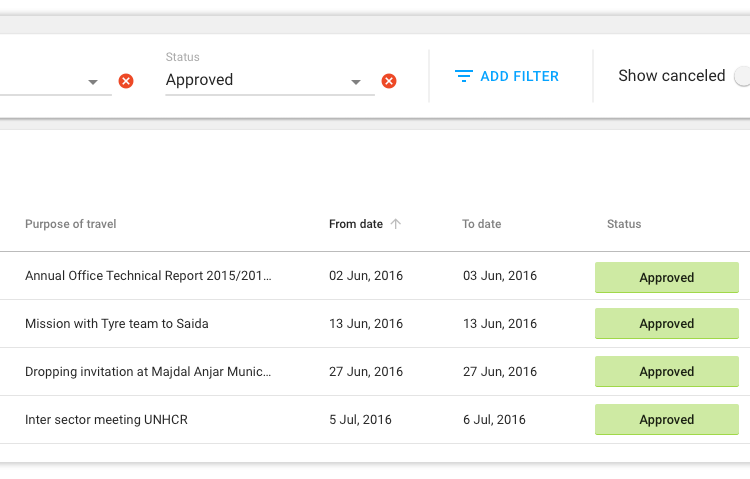 Status
Approved
ADD FILTER
Show canceled
Purpose of travel From date To date Status
Annual Office Technical Report 2015/201... 02 Jun, 2016 03 Jun, 2016 Approved
Mission with Tyre team to Saida 13 Jun, 2016 13 Jun, 2016 Approved
Dropping invitation at Majdal Anjar Munic... 27 Jun, 2016 27 Jun, 2016 Approved
Inter sector meeting UNHCR 5 Jul, 2016 6 Jul, 2016 Approved